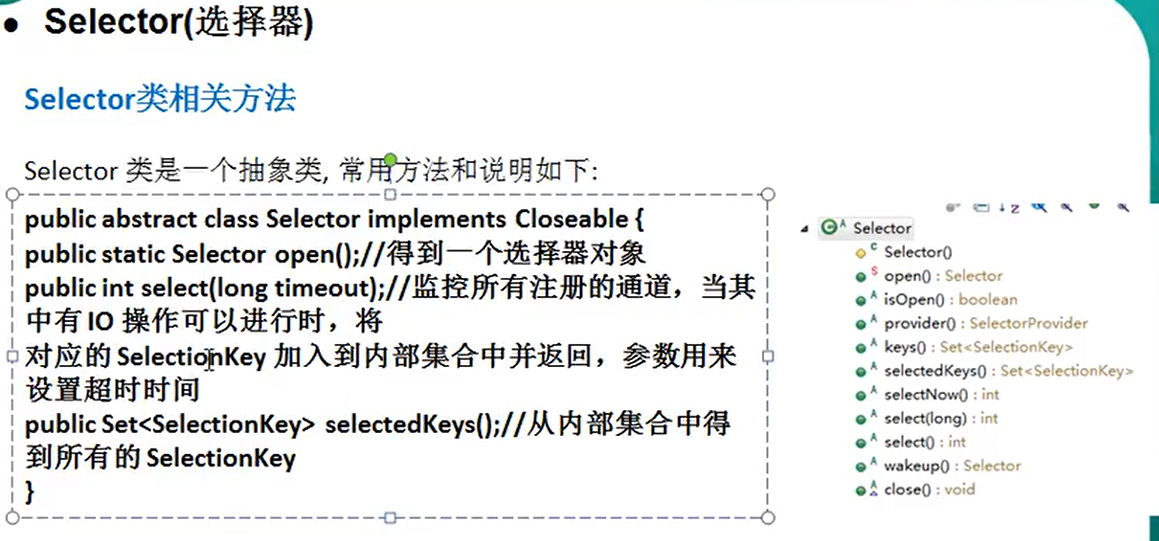 ● Selector(选择器)
Selector类相关方法
Selector 类是一个抽象类, 常用方法和说明如下:
public abstract class Selector implements Closeable {
public static Selector open();//得到一个选择器对象
public int select(long timeout);//监控所有注册的通道，当其
中有 IO 操作可以进行时，将
对应的 SelectionKey 加入到内部集合中并返回，参数用来
设置超时时间
public Set<SelectionKey> selectedKeys();//从内部集合中得
到所有的 SelectionKey
}
Selector
Selector()
open() : Selector
isOpen() : boolean
provider() : SelectorProvider
keys() : Set<SelectionKey>
selectedKeys() : Set<SelectionKey>
selectNow() : int
select(long) : int
select() : int
wakeup() : Selector
close() : void